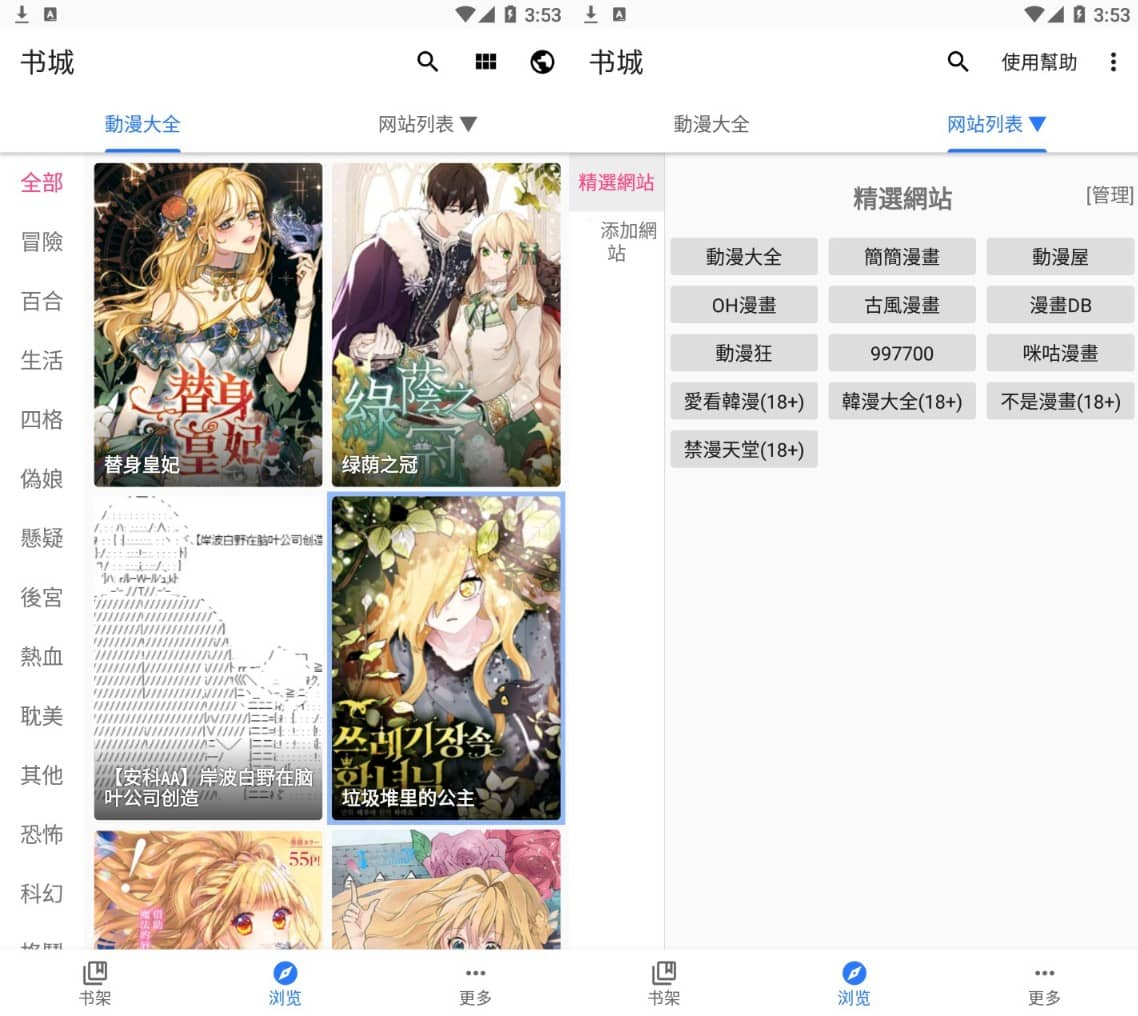 3:53
书城
動漫大全
网站列表▼
全部
冒險
百合
生活
四格
偽娘
懸疑
後宮
熱血
耽美
其他
恐怖
科幻
格鬥
替身
皇妃
替身皇妃
綠蔭之
冠
绿荫之冠
【岸波白野在脑叶公司创造
【安科AA】岸波白野在脑
叶公司创造
쓰레기장속
황녀님
垃圾堆里的公主
55P!
书架
浏览
更多
3:53
书城
使用幫助
動漫大全
网站列表▼
精選網站
添加網
站
精選網站
[管理]
動漫大全
簡簡漫畫
動漫屋
OH漫畫
古風漫畫
漫畫DB
動漫狂
997700
咪咕漫畫
愛看韓漫(18+)
韓漫大全(18+)
不是漫畫(18+)
禁漫天堂(18+)
书架
浏览
更多